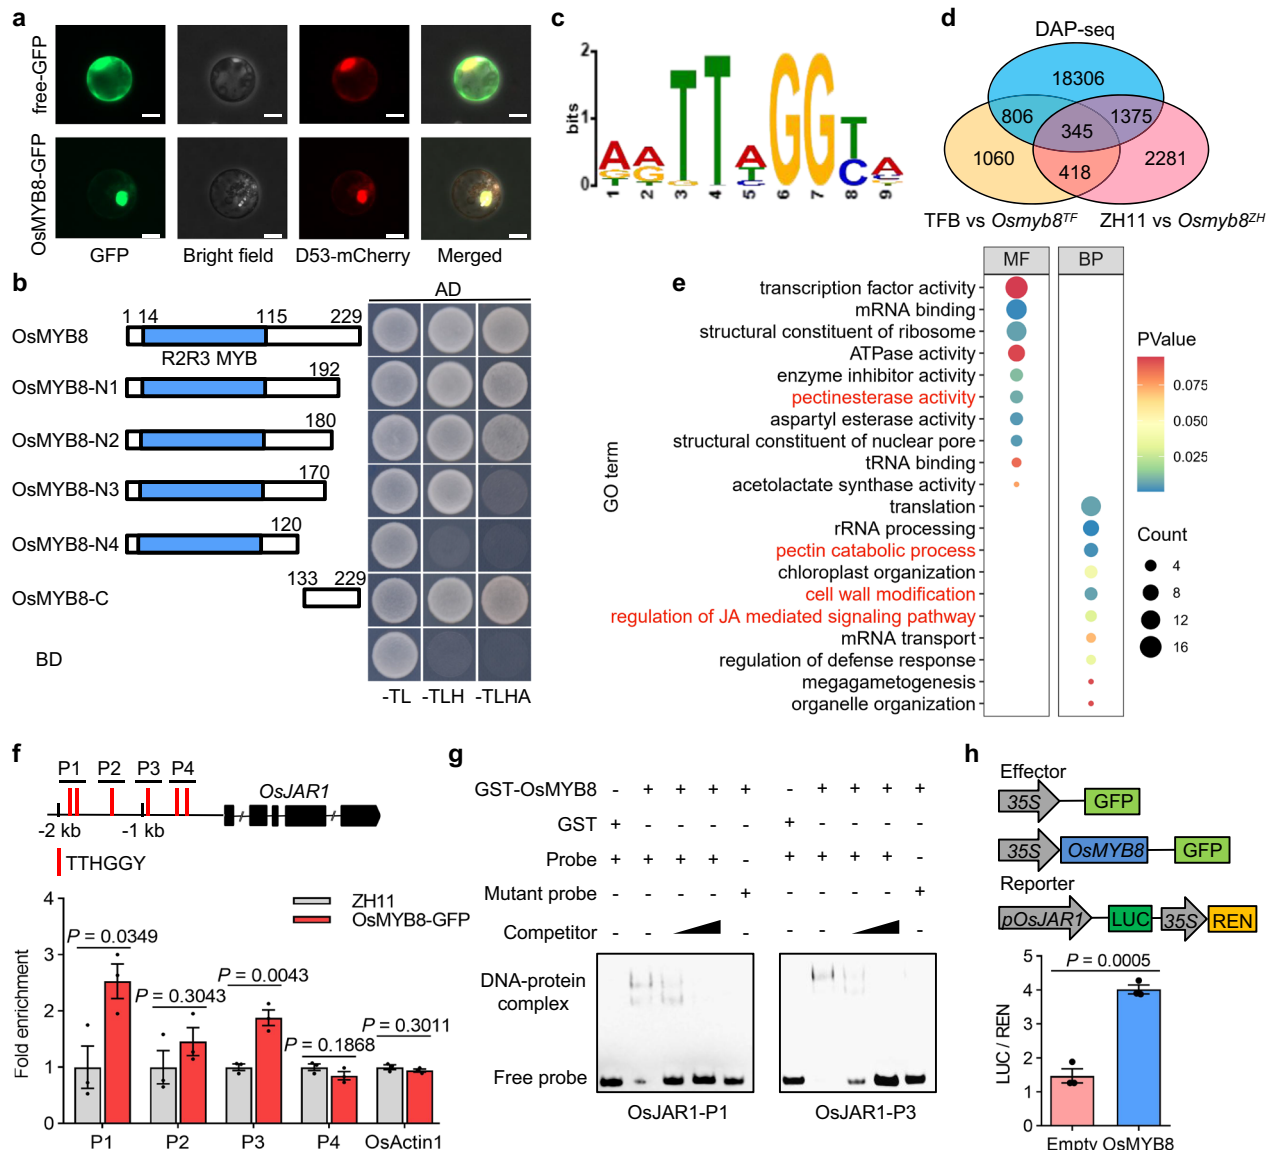 a
free-GFP
OsMYB8-GFP
GFP
Bright field
D53-mCherry
Merged
b
AD
1 14 115 229
OsMYB8
R2R3 MYB
192
OsMYB8-N1
180
OsMYB8-N2
170
OsMYB8-N3
120
OsMYB8-N4
133 229
OsMYB8-C
BD
-TL -TLH -TLHA
c
bits
2
1
0
A G T
A G T
T G
T
A T C
G
G
T C
A C
1 2 3 4 5 6 7 8 9
d
DAP-seq
18306
806
1375
345
1060
2281
418
TFB vs Osmyb8TF
ZH11 vs Osmyb8ZH
e
MF BP
GO term
transcription factor activity
mRNA binding
structural constituent of ribosome
ATPase activity
enzyme inhibitor activity
pectinesterase activity
aspartyl esterase activity
structural constituent of nuclear pore
tRNA binding
acetolactate synthase activity
translation
rRNA processing
pectin catabolic process
chloroplast organization
cell wall modification
regulation of JA mediated signaling pathway
mRNA transport
regulation of defense response
megagametogenesis
organelle organization
PValue
0.075
0.050
0.025
Count
4
8
12
16
f
P1 P2 P3 P4
OsJAR1
-2 kb -1 kb
TTHGGY
ZH11
OsMYB8-GFP
Fold enrichment
4
3
2
1
0
P = 0.0349
P = 0.3043
P = 0.0043
P = 0.1868
P = 0.3011
P1 P2 P3 P4 OsActin1
g
GST-OsMYB8 - + + + + - + + + +
GST + - - - - + - - - -
Probe + + + + - + + + + -
Mutant probe - - - - + - - - - +
Competitor - - - - - -
DNA-protein
complex
Free probe
OsJAR1-P1
OsJAR1-P3
h
Effector
35S GFP
35S OsMYB8 GFP
Reporter
pOsJAR1 LUC 35S REN
LUC / REN
5
4
3
2
1
0
P = 0.0005
Empty OsMYB8